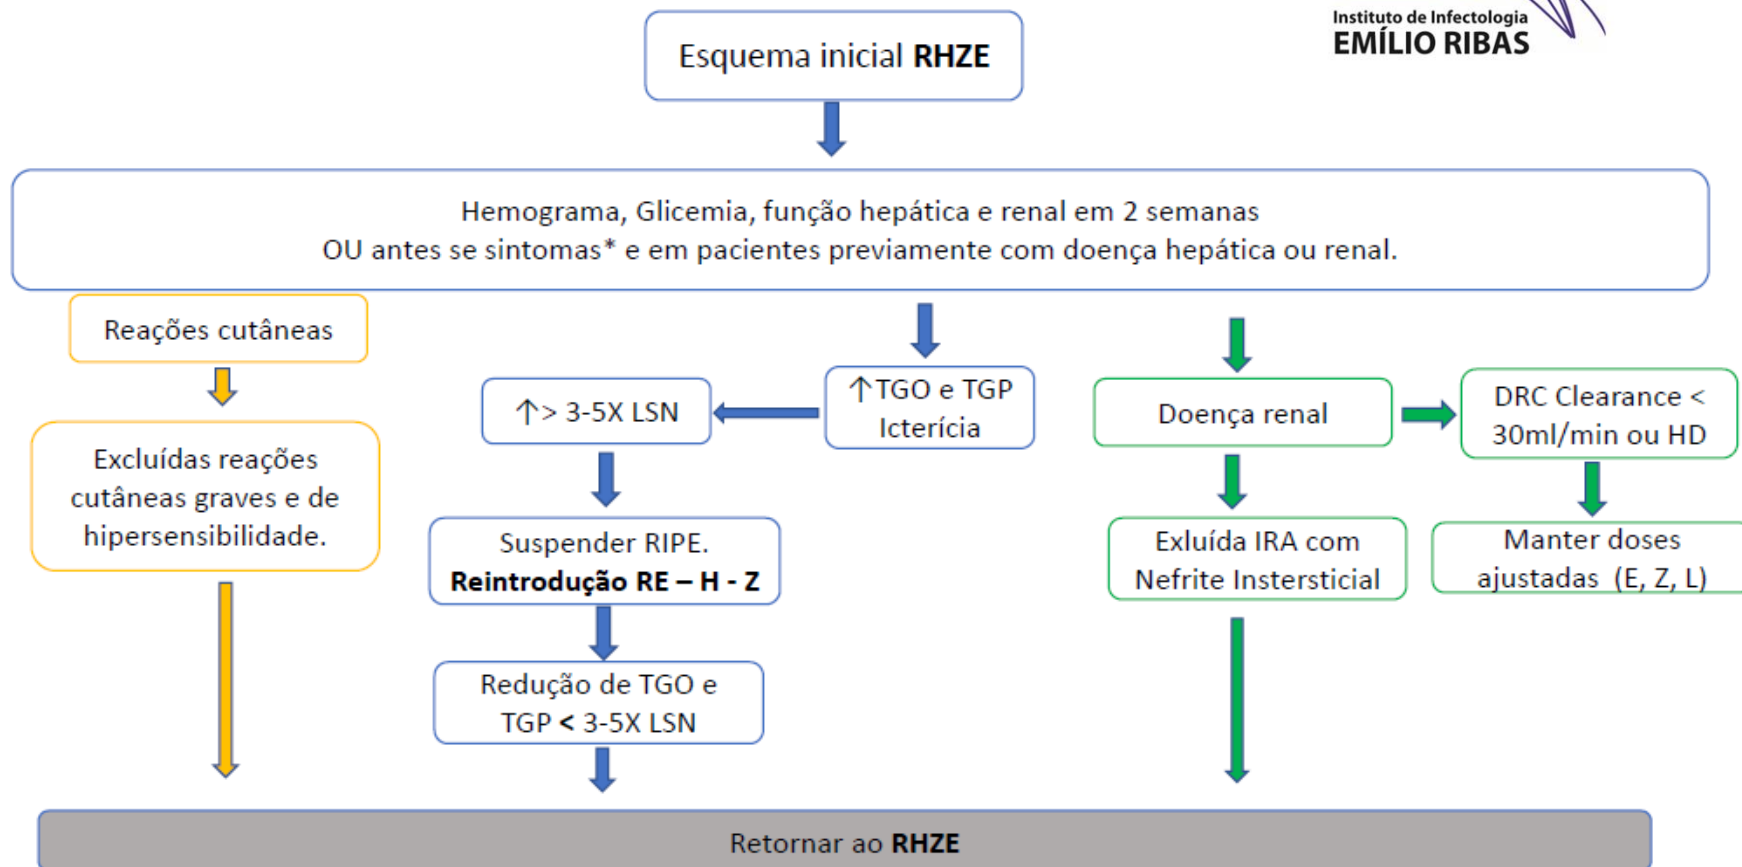 Instituto de Infectologia
EMÍLIO RIBAS
Esquema inicial RHZE
Hemograma, Glicemia, função hepática e renal em 2 semanas
OU antes se sintomas* e em pacientes previamente com doença hepática ou renal.
Reações cutâneas
Excluídas reações
cutâneas graves e de
hipersensibilidade.
↑> 3-5X LSN
↑TGO e TGP
Icterícia
Suspender RIPE.
Reintrodução RE – H - Z
Redução de TGO e
TGP < 3-5X LSN
Doença renal
DRC Clearance <
30ml/min ou HD
Exluída IRA com
Nefrite Instersticial
Manter doses
ajustadas (E, Z, L)
Retornar ao RHZE